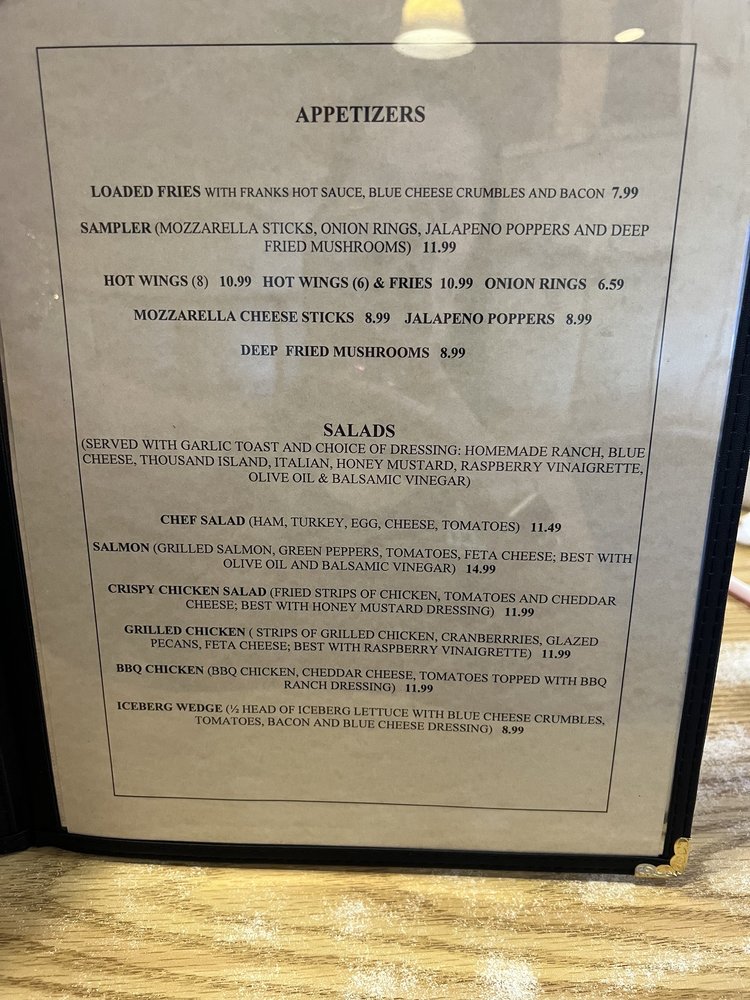 APPETIZERS
LOADED FRIES WITH FRANKS HOT SAUCE, BLUE CHEESE CRUMBLES AND BACON 7.99
SAMPLER (MOZZARELLA STICKS, ONION RINGS, JALAPENO POPPERS AND DEEP
FRIED MUSHROOMS) 11.99
HOT WINGS (8) 10.99 HOT WINGS (6) & FRIES 10.99 ONION RINGS 6.59
MOZZARELLA CHEESE STICKS 8.99 JALAPENO POPPERS 8.99
DEEP FRIED MUSHROOMS 8.99
SALADS
(SERVED WITH GARLIC TOAST AND CHOICE OF DRESSING: HOMEMADE RANCH, BLUE
CHEESE, THOUSAND ISLAND, ITALIAN, HONEY MUSTARD, RASPBERRY VINAIGRETTE,
OLIVE OIL & BALSAMIC VINEGAR)
CHEF SALAD (HAM, TURKEY, EGG, CHEESE, TOMATOES) 11.49
SALMON (GRILLED SALMON, GREEN PEPPERS, TOMATOES, FETA CHEESE; BEST WITH
OLIVE OIL AND BALSAMIC VINEGAR) 14.99
CRISPY CHICKEN SALAD (FRIED STRIPS OF CHICKEN, TOMATOES AND CHEDDAR
CHEESE; BEST WITH HONEY MUSTARD DRESSING) 11.99
GRILLED CHICKEN ( STRIPS OF GRILLED CHICKEN, CRANBERRRIES, GLAZED
PECANS, FETA CHEESE; BEST WITH RASPBERRY VINAIGRETTE) 11.99
BBQ CHICKEN (BBQ CHICKEN, CHEDDAR CHEESE, TOMATOES TOPPED WITH BBQ
RANCH DRESSING) 11.99
ICEBERG WEDGE (½ HEAD OF ICEBERG LETTUCE WITH BLUE CHEESE CRUMBLES,
TOMATOES, BACON AND BLUE CHEESE DRESSING) 8.99